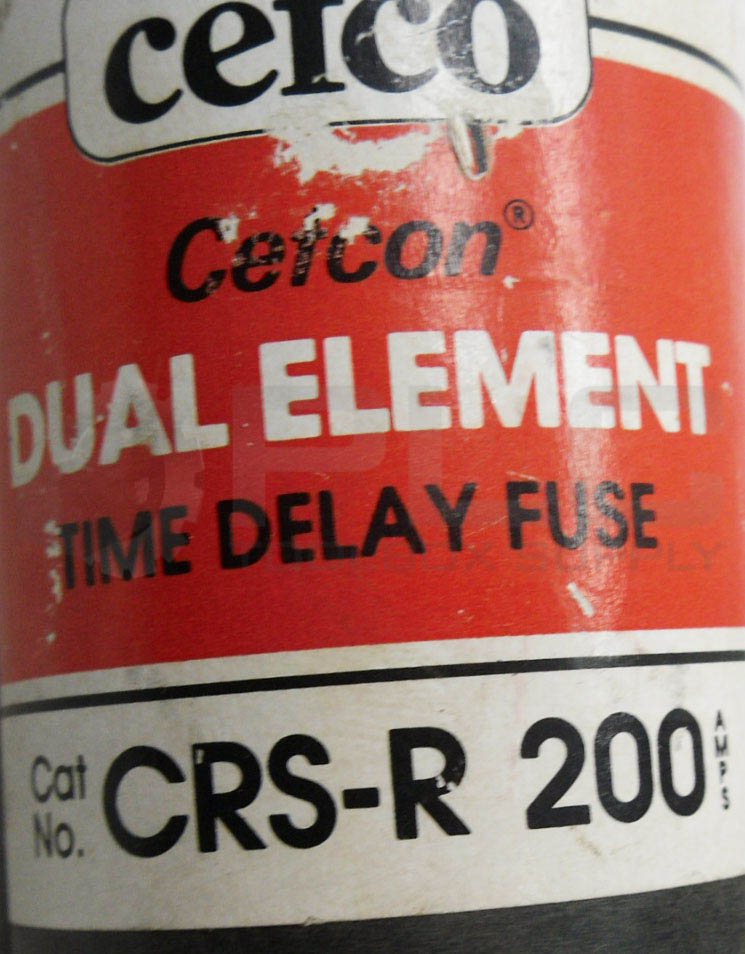 cefco
Cefcon®
DUAL ELEMENT
TIME DELAY FUSE
Cat No. CRS-R 200 AMPS